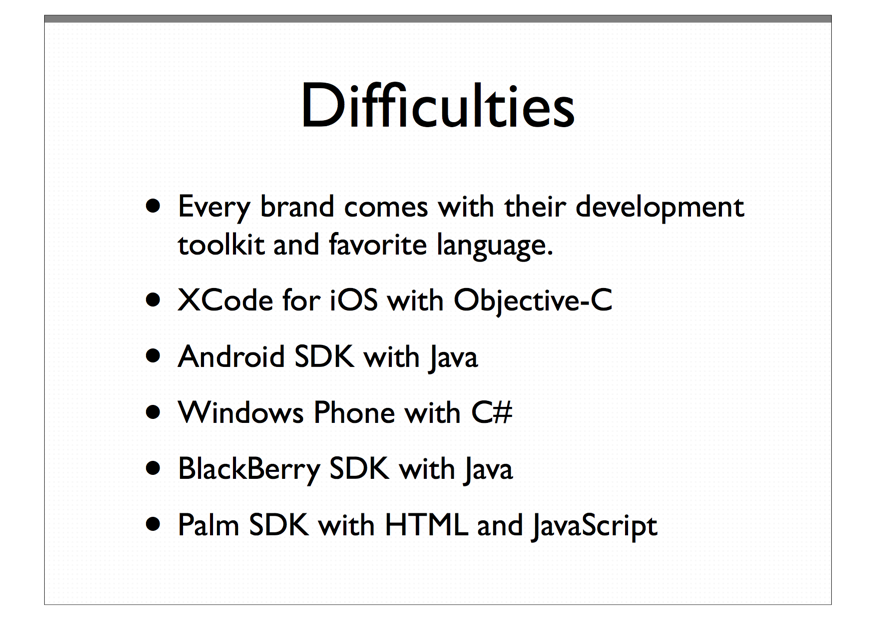 Difficulties
• Every brand comes with their development
toolkit and favorite language.
• XCode for iOS with Objective-C
• Android SDK with Java
• Windows Phone with C#
• BlackBerry SDK with Java
• Palm SDK with HTML and JavaScript